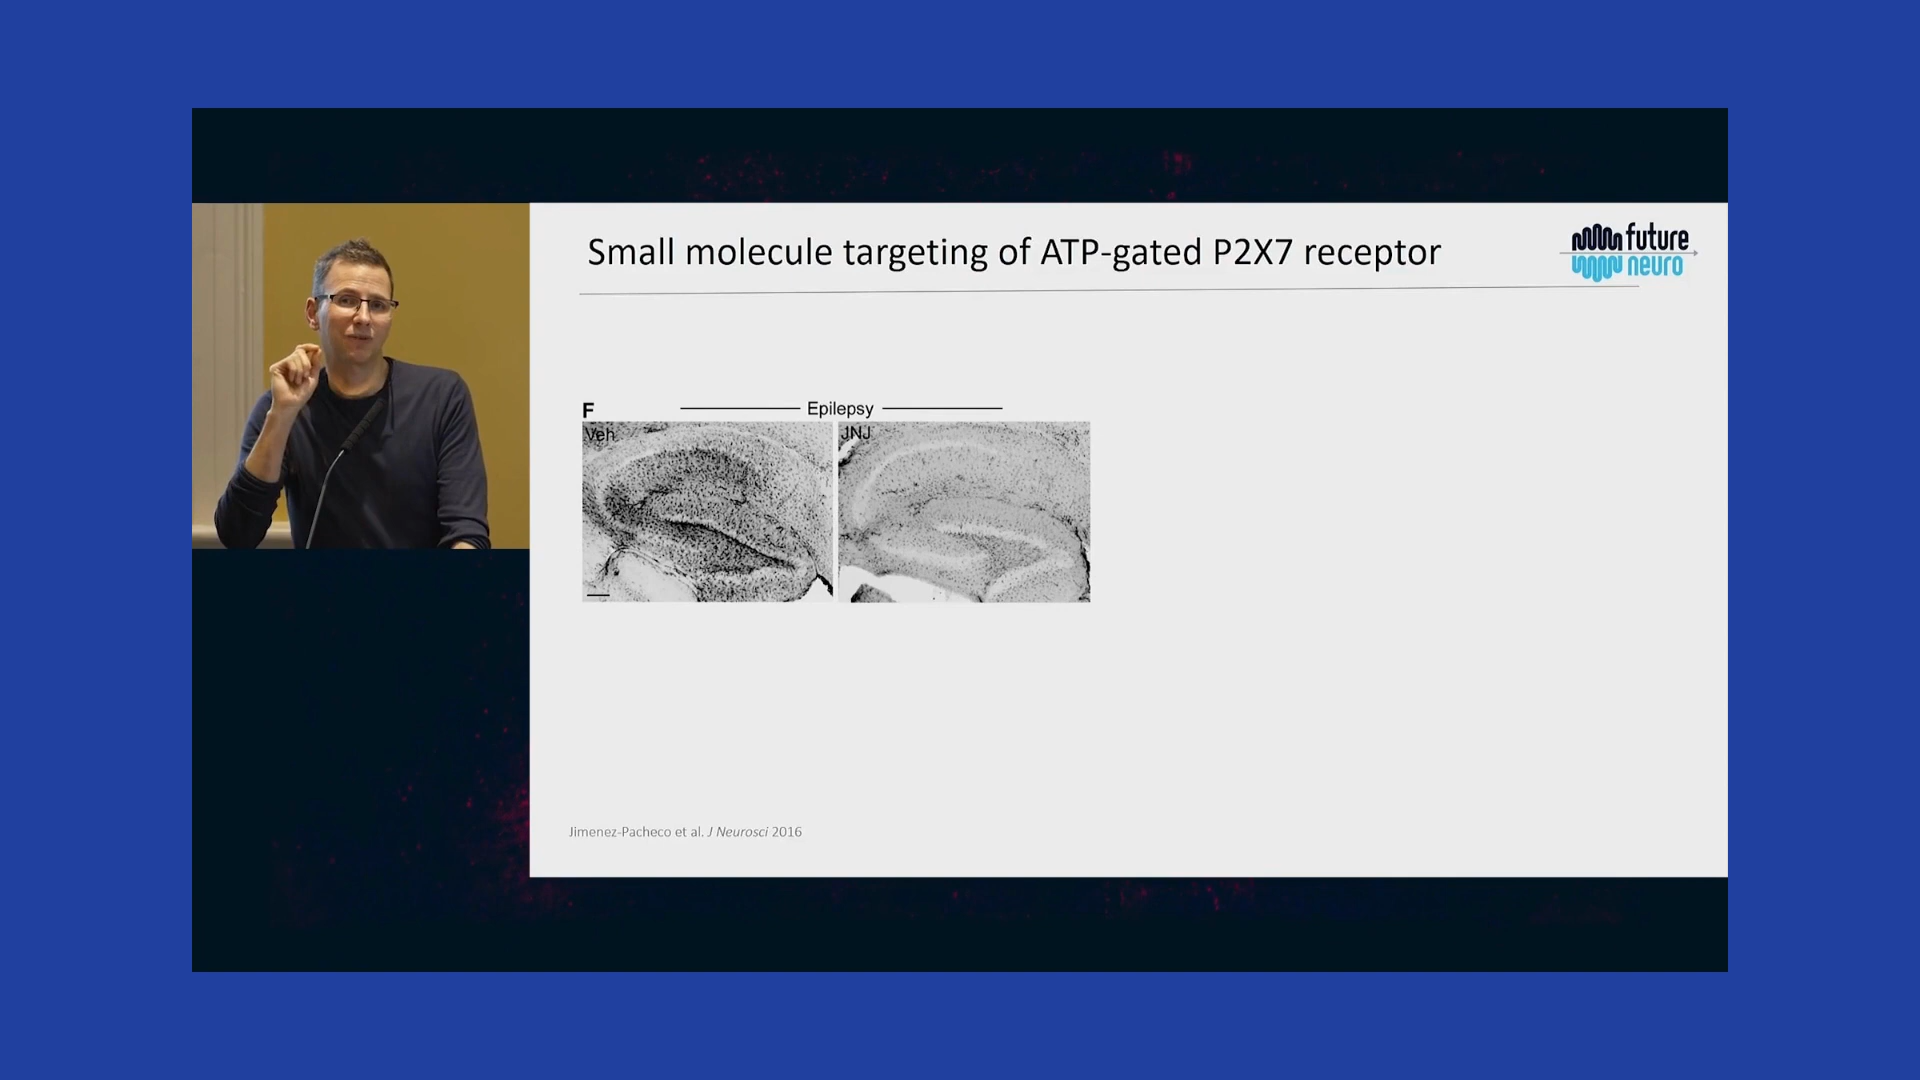 Small molecule targeting of ATP-gated P2X7 receptor
future
neuro
F
Epilepsy
Veh
JNJ
Jimenez-Pacheco et al. J Neurosci 2016